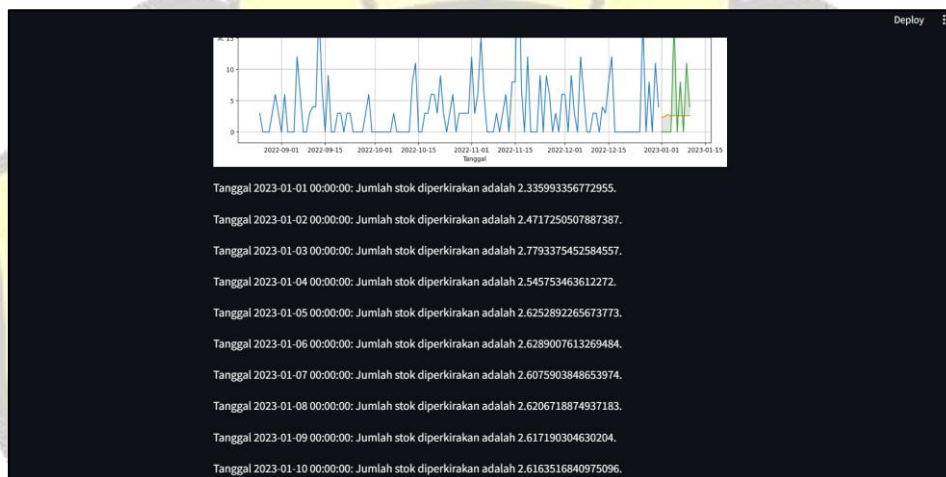 Deploy
15
10
5
0
2022-09-01 2022-09-15 2022-10-01 2022-10-15 2022-11-01 2022-11-15 2022-12-01 2022-12-15 2023-01-01 2023-01-15
Tanggal
Tanggal 2023-01-01 00:00:00: Jumlah stok diperkirakan adalah 2.335993356772955.
Tanggal 2023-01-02 00:00:00: Jumlah stok diperkirakan adalah 2.4717250507887387.
Tanggal 2023-01-03 00:00:00: Jumlah stok diperkirakan adalah 2.7793375452584557.
Tanggal 2023-01-04 00:00:00: Jumlah stok diperkirakan adalah 2.545753463612272.
Tanggal 2023-01-05 00:00:00: Jumlah stok diperkirakan adalah 2.6252892265673773.
Tanggal 2023-01-06 00:00:00: Jumlah stok diperkirakan adalah 2.6289007613269484.
Tanggal 2023-01-07 00:00:00: Jumlah stok diperkirakan adalah 2.6075903848653974.
Tanggal 2023-01-08 00:00:00: Jumlah stok diperkirakan adalah 2.6206718874937183.
Tanggal 2023-01-09 00:00:00: Jumlah stok diperkirakan adalah 2.617190304630204.
Tanggal 2023-01-10 00:00:00: Jumlah stok diperkirakan adalah 2.6163516840975096.